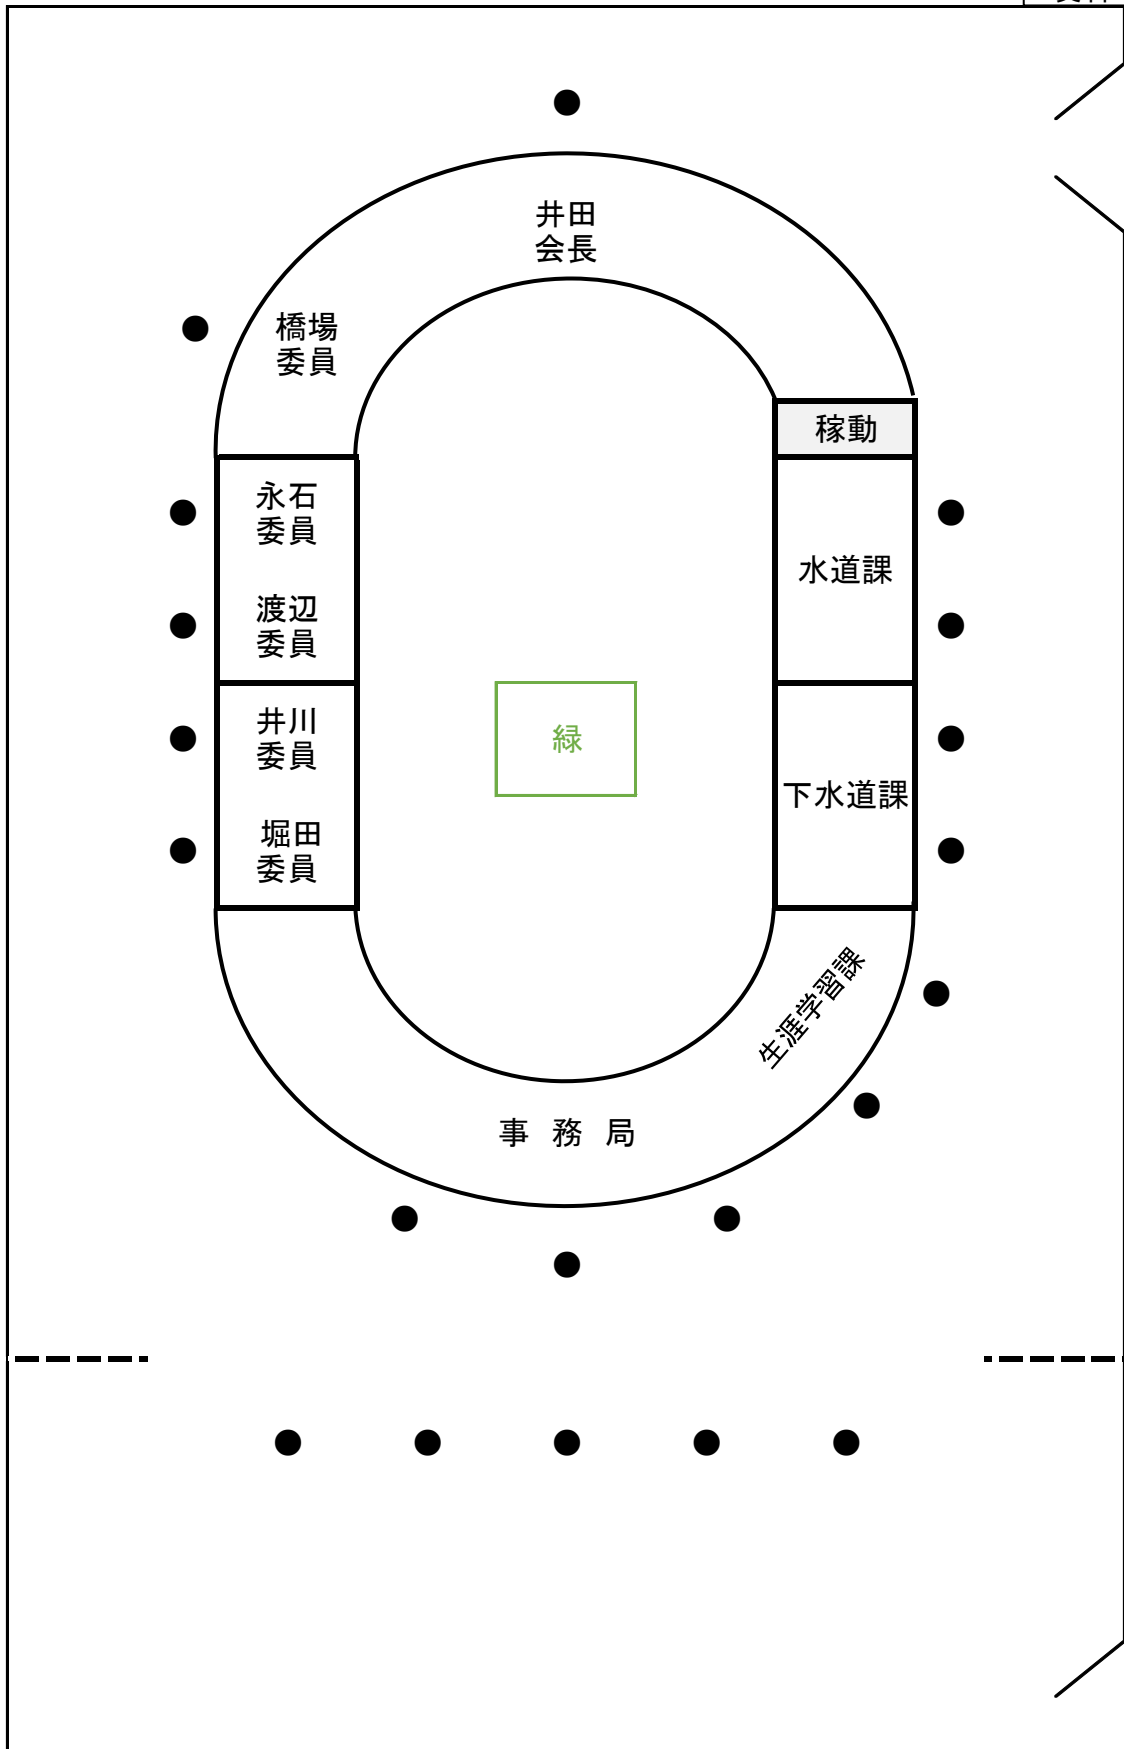 井田
会長
橋場
委員
稼動
永石
委員
水道課
渡辺
委員
井川
委員
緑
下水道課
堀田
委員
生涯学習課
事 務 局